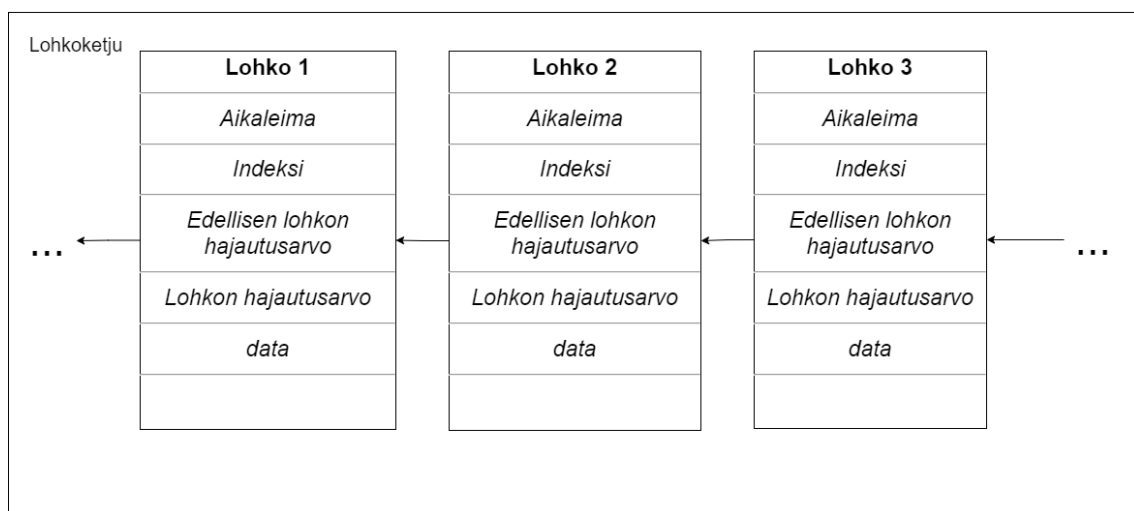 Lohkoketju
Lohko 1
Aikaleima
Indeksi
Edellisen lohkon
hajautusarvo
Lohkon hajautusarvo
data
Lohko 2
Aikaleima
Indeksi
Edellisen lohkon
hajautusarvo
Lohkon hajautusarvo
data
Lohko 3
Aikaleima
Indeksi
Edellisen lohkon
hajautusarvo
Lohkon hajautusarvo
data
...
...